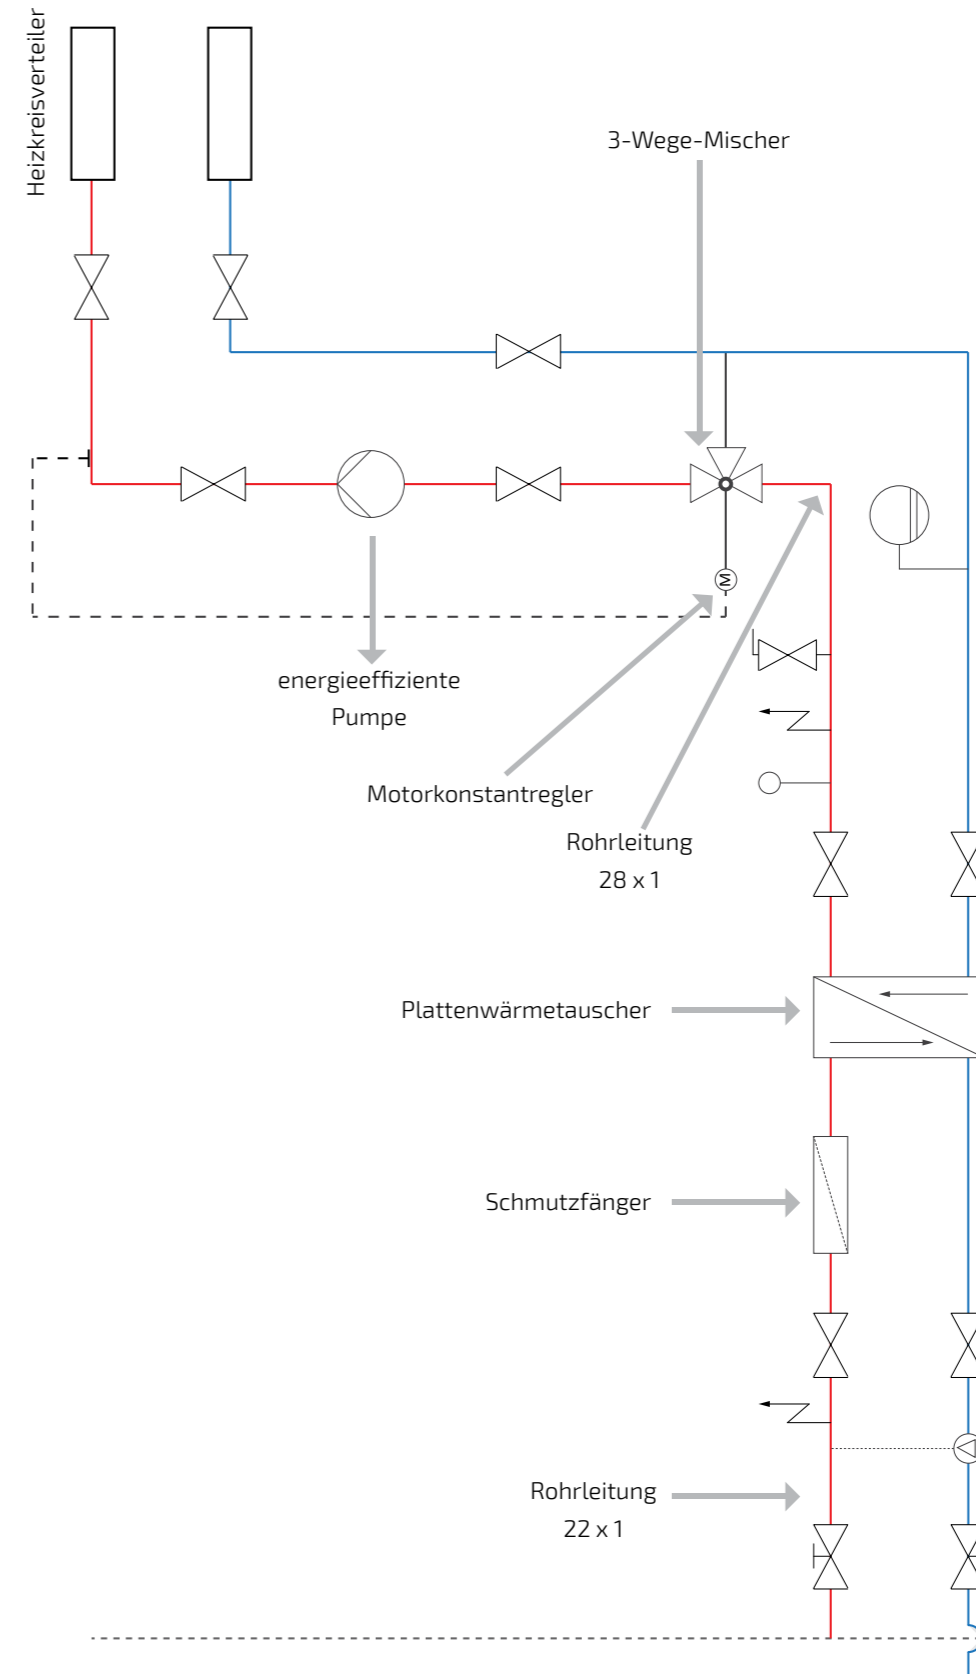 Heizkreisverteiler
3-Wege-Mischer
M
energieeffiziente
Pumpe
Motorkonstantregler
Rohrleitung
28 x 1
Plattenwärmetauscher
Schmutzfänger
Rohrleitung
22 x 1